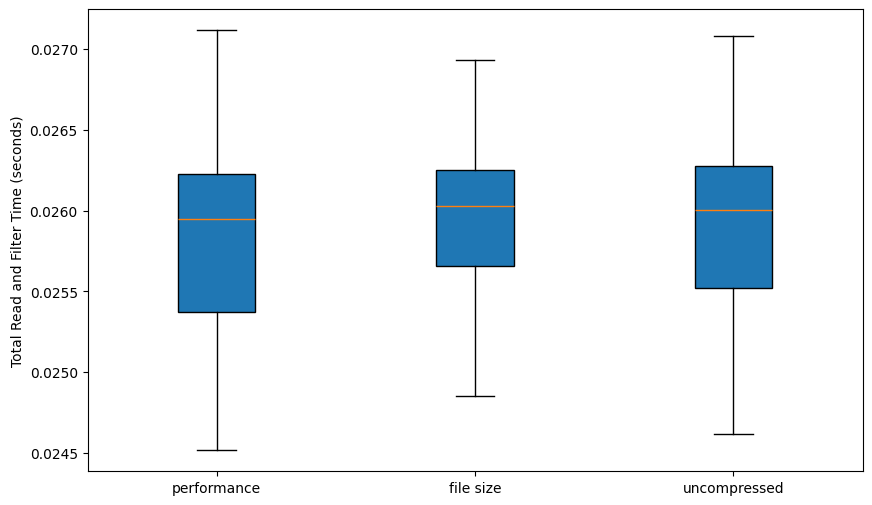 Total Read and Filter Time (seconds)
0.0270
0.0265
0.0260
0.0255
0.0250
0.0245
performance
file size
uncompressed